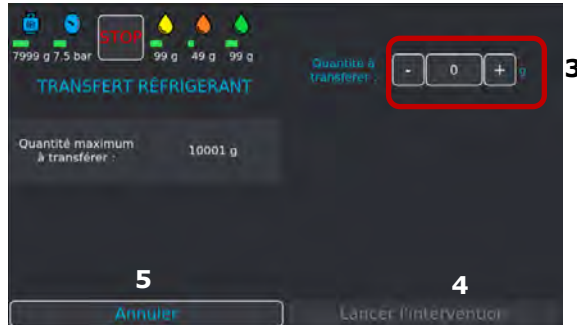 STOP
7999 g 7.5 bar 99 g 49 g 99 g
TRANSFERT RÉFRIGERANT
Quantité à
transférer :
- 0 + g
3
Quantité maximum
à transférer :
10001 g
5
4
Annuler
Lancer l'intervention